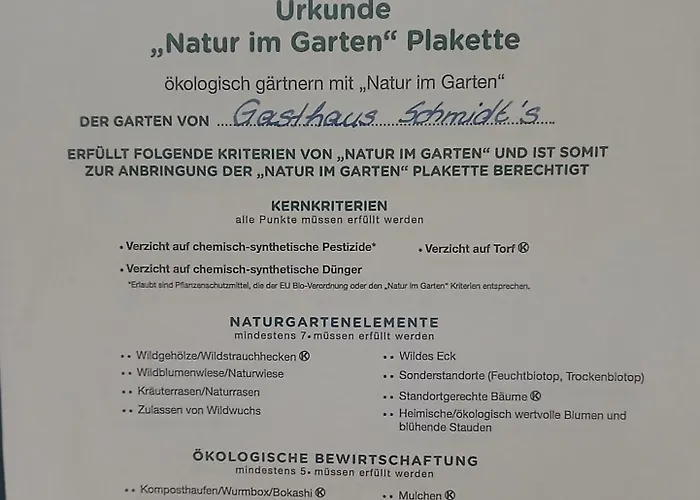 Urkunde
„Natur im Garten“ Plakette
ökologisch gärtnern mit „Natur im Garten“
DER GARTEN VON Gasthaus Schmidt's
ERFÜLLT FOLGENDE KRITERIEN VON „NATUR IM GARTEN“ UND IST SOMIT
ZUR ANBRINGUNG DER „NATUR IM GARTEN“ PLAKETTE BERECHTIGT
KERNKRITERIEN
alle Punkte müssen erfüllt werden
• Verzicht auf chemisch-synthetische Pestizide* • Verzicht auf Torf Ⓚ
• Verzicht auf chemisch-synthetische Dünger
*Erlaubt sind Pflanzenschutzmittel, die der EU Bio-Verordnung oder den „Natur im Garten“ Kriterien entsprechen.
NATURGARTENELEMENTE
mindestens 7• müssen erfüllt werden
•• Wildgehölze/Wildstrauchhecken Ⓚ
•• Wildblumenwiese/Naturwiese
•• Kräuterrasen/Naturrasen
•• Zulassen von Wildwuchs
•• Wildes Eck
•• Sonderstandorte (Feuchtbiotop, Trockenbiotop)
•• Standortgerechte Bäume Ⓚ
•• Heimische/ökologisch wertvolle Blumen und
blühende Stauden
ÖKOLOGISCHE BEWIRTSCHAFTUNG
mindestens 5• müssen erfüllt werden
•• Komposthaufen/Wurmbox/Bokashi Ⓚ
•• Mulchen Ⓚ